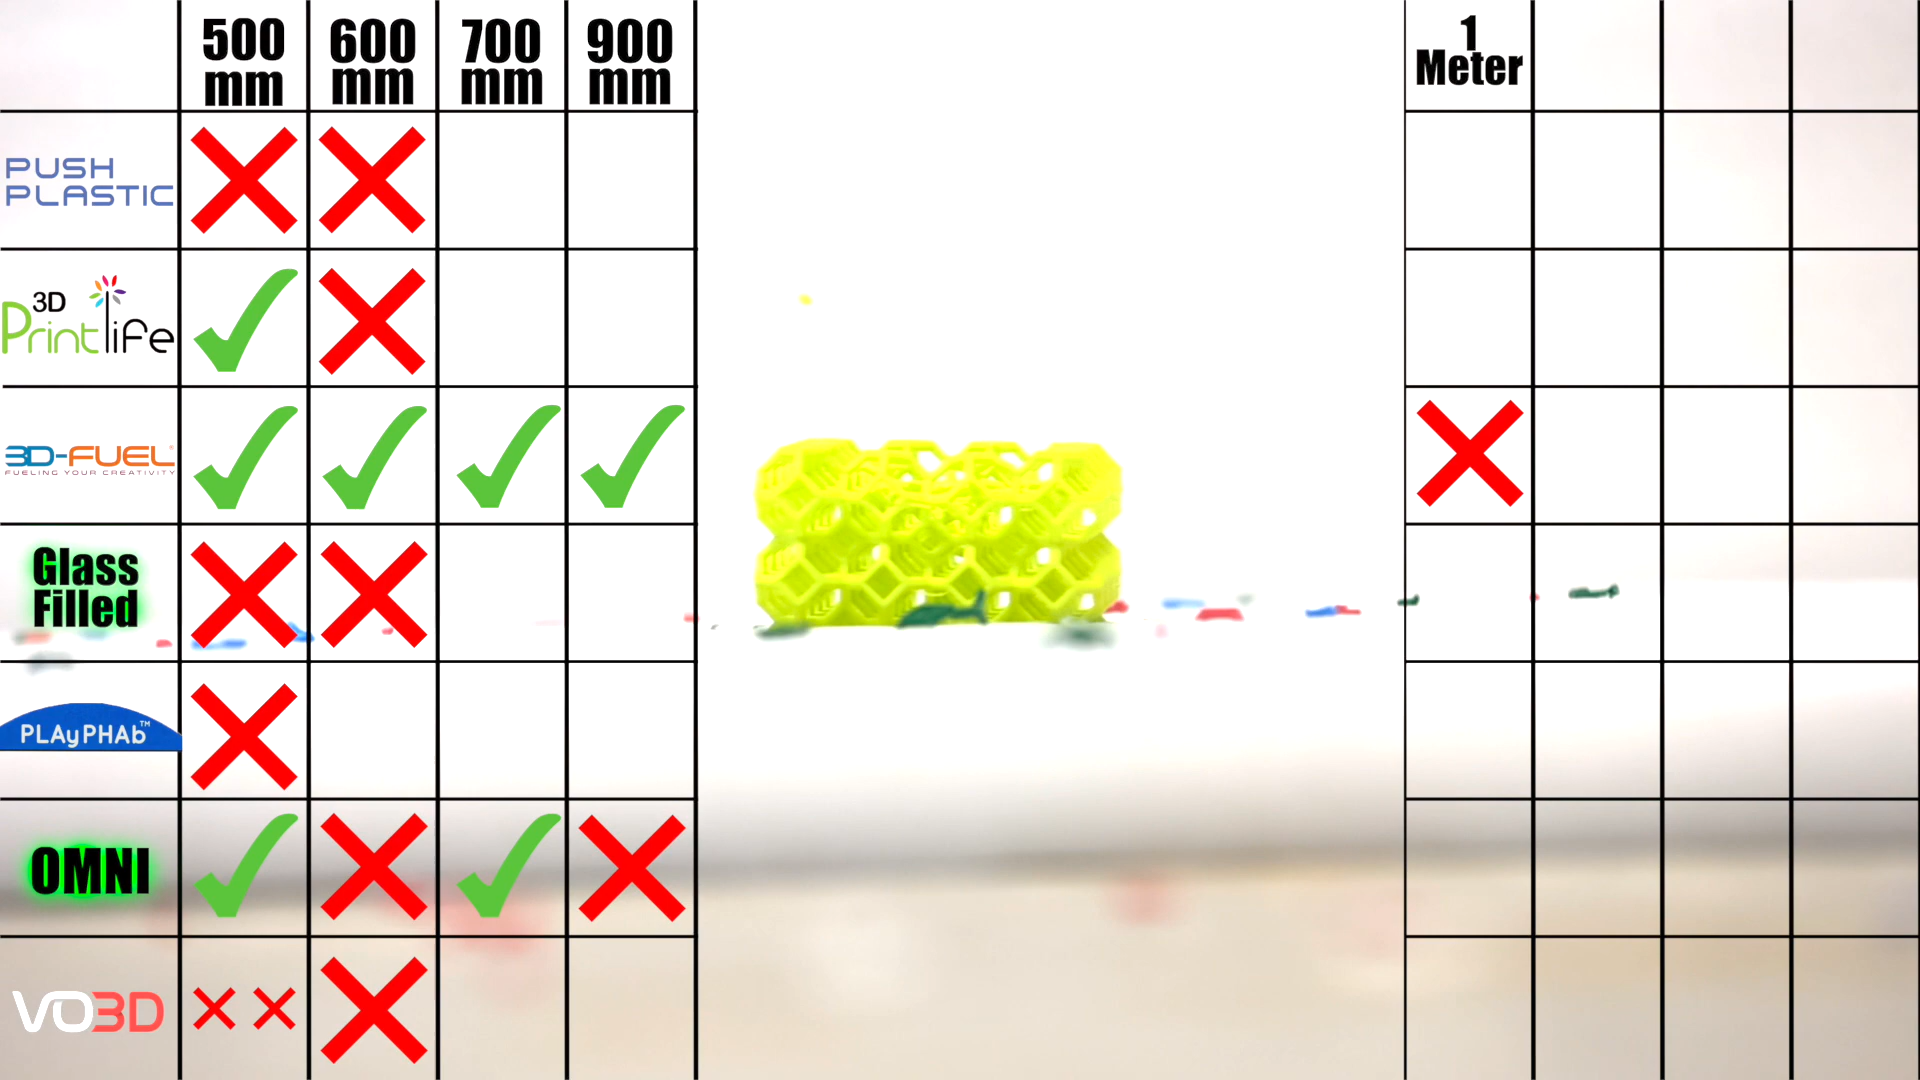 500
mm
600
mm
700
mm
900
mm
1
Meter
PUSH
PLASTIC
3D
Printlife
3D-FUEL
FUELING YOUR CREATIVITY
Glass
Filled
PLAyPHAb™
OMNI
VO3D